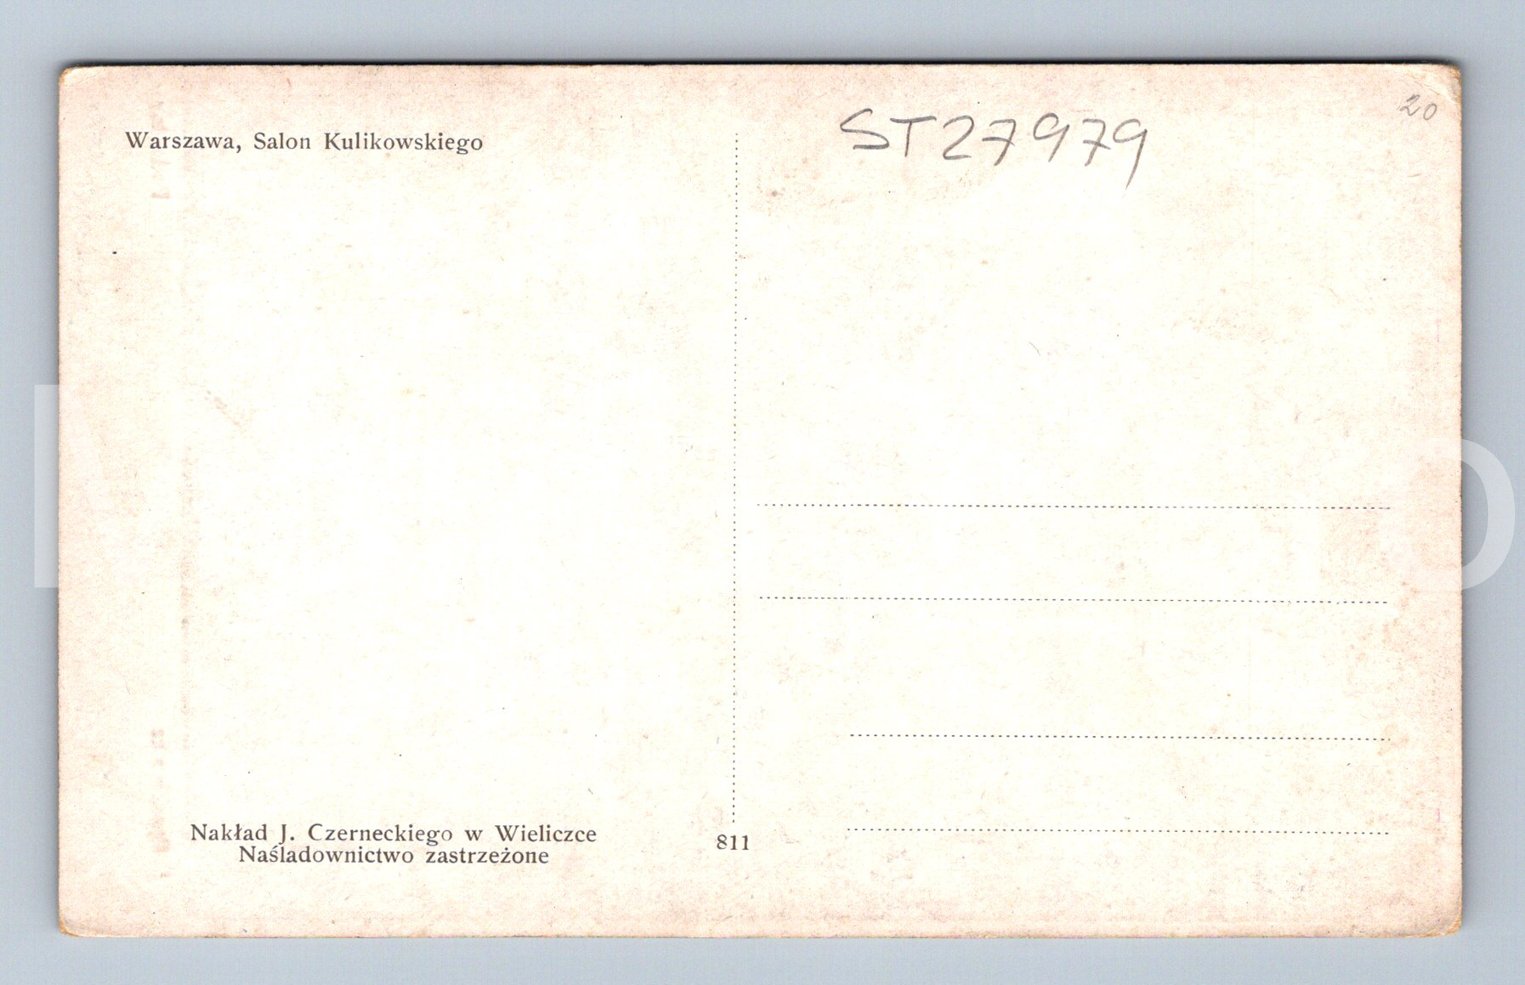 Warszawa, Salon Kulikowskiego
ST27979
20
Nakład J. Czerneckiego w Wieliczce
Naśladownictwo zastrzeżone
811